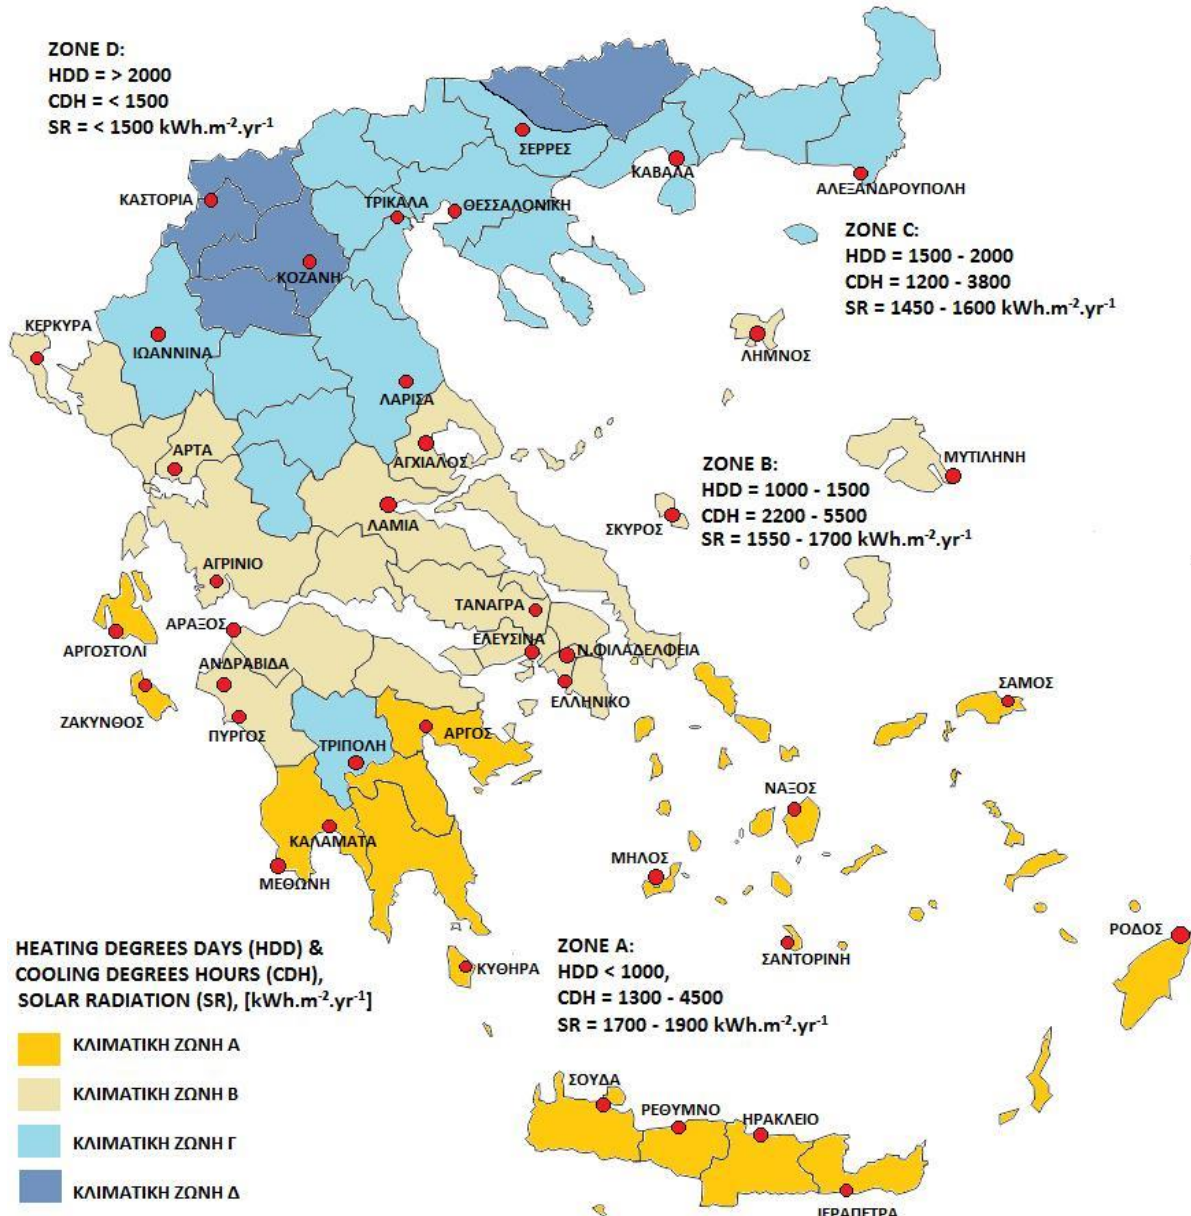 ZONE D:
HDD = > 2000
CDH = < 1500
SR = < 1500 kWh.m⁻².yr⁻¹
ΣΕΡΡΕΣ
ΚΑΒΑΛΑ
ΑΛΕΞΑΝΔΡΟΥΠΟΛΗ
ΚΑΣΤΟΡΙΑ
ΤΡΙΚΑΛΑ
ΘΕΣΣΑΛΟΝΙΚΗ
ZONE C:
HDD = 1500 - 2000
CDH = 1200 - 3800
SR = 1450 - 1600 kWh.m⁻².yr⁻¹
ΚΟΖΑΝΗ
ΚΕΡΚΥΡΑ
ΙΩΑΝΝΙΝΑ
ΛΗΜΝΟΣ
ΛΑΡΙΣΑ
ΑΡΤΑ
ΑΓΧΙΑΛΟΣ
ΜΥΤΙΛΗΝΗ
ZONE B:
HDD = 1000 - 1500
CDH = 2200 - 5500
SR = 1550 - 1700 kWh.m⁻².yr⁻¹
ΣΚΥΡΟΣ
ΛΑΜΙΑ
ΑΓΡΙΝΙΟ
ΤΑΝΑΓΡΑ
ΑΡΑΞΟΣ
ΕΛΕΥΣΙΝΑ
ΑΡΓΟΣΤΟΛΙ
Ν.ΦΙΛΑΔΕΛΦΕΙΑ
ΑΝΔΡΑΒΙΔΑ
ΣΑΜΟΣ
ΕΛΛΗΝΙΚΟ
ΖΑΚΥΝΘΟΣ
ΠΥΡΓΟΣ
ΑΡΓΟΣ
ΤΡΙΠΟΛΗ
ΝΑΞΟΣ
ΚΑΛΑΜΑΤΑ
ΜΗΛΟΣ
ΜΕΘΩΝΗ
ΡΟΔΟΣ
ΣΑΝΤΟΡΙΝΗ
ΚΥΘΗΡΑ
ZONE A:
HDD < 1000,
CDH = 1300 - 4500
SR = 1700 - 1900 kWh.m⁻².yr⁻¹
HEATING DEGREES DAYS (HDD) &
COOLING DEGREES HOURS (CDH),
SOLAR RADIATION (SR), [kWh.m⁻².yr⁻¹]
ΚΛΙΜΑΤΙΚΗ ΖΩΝΗ Α
ΚΛΙΜΑΤΙΚΗ ΖΩΝΗ Β
ΚΛΙΜΑΤΙΚΗ ΖΩΝΗ Γ
ΚΛΙΜΑΤΙΚΗ ΖΩΝΗ Δ
ΣΟΥΔΑ
ΡΕΘΥΜΝΟ
ΗΡΑΚΛΕΙΟ
ΙΕΡΑΠΕΤΡΑ